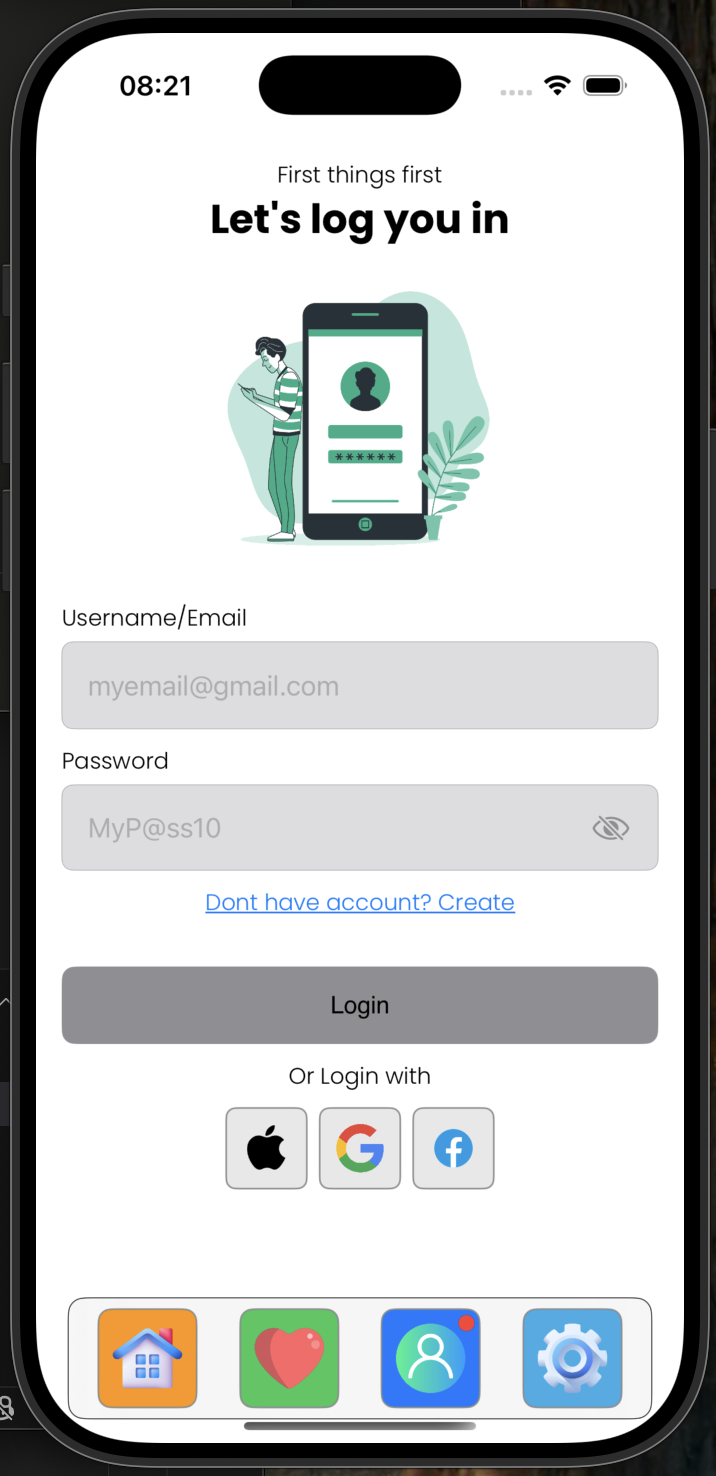 08:21
First things first
Let's log you in
******
Username/Email
myemail@gmail.com
Password
MyP@ss10
Dont have account? Create
Login
Or Login with